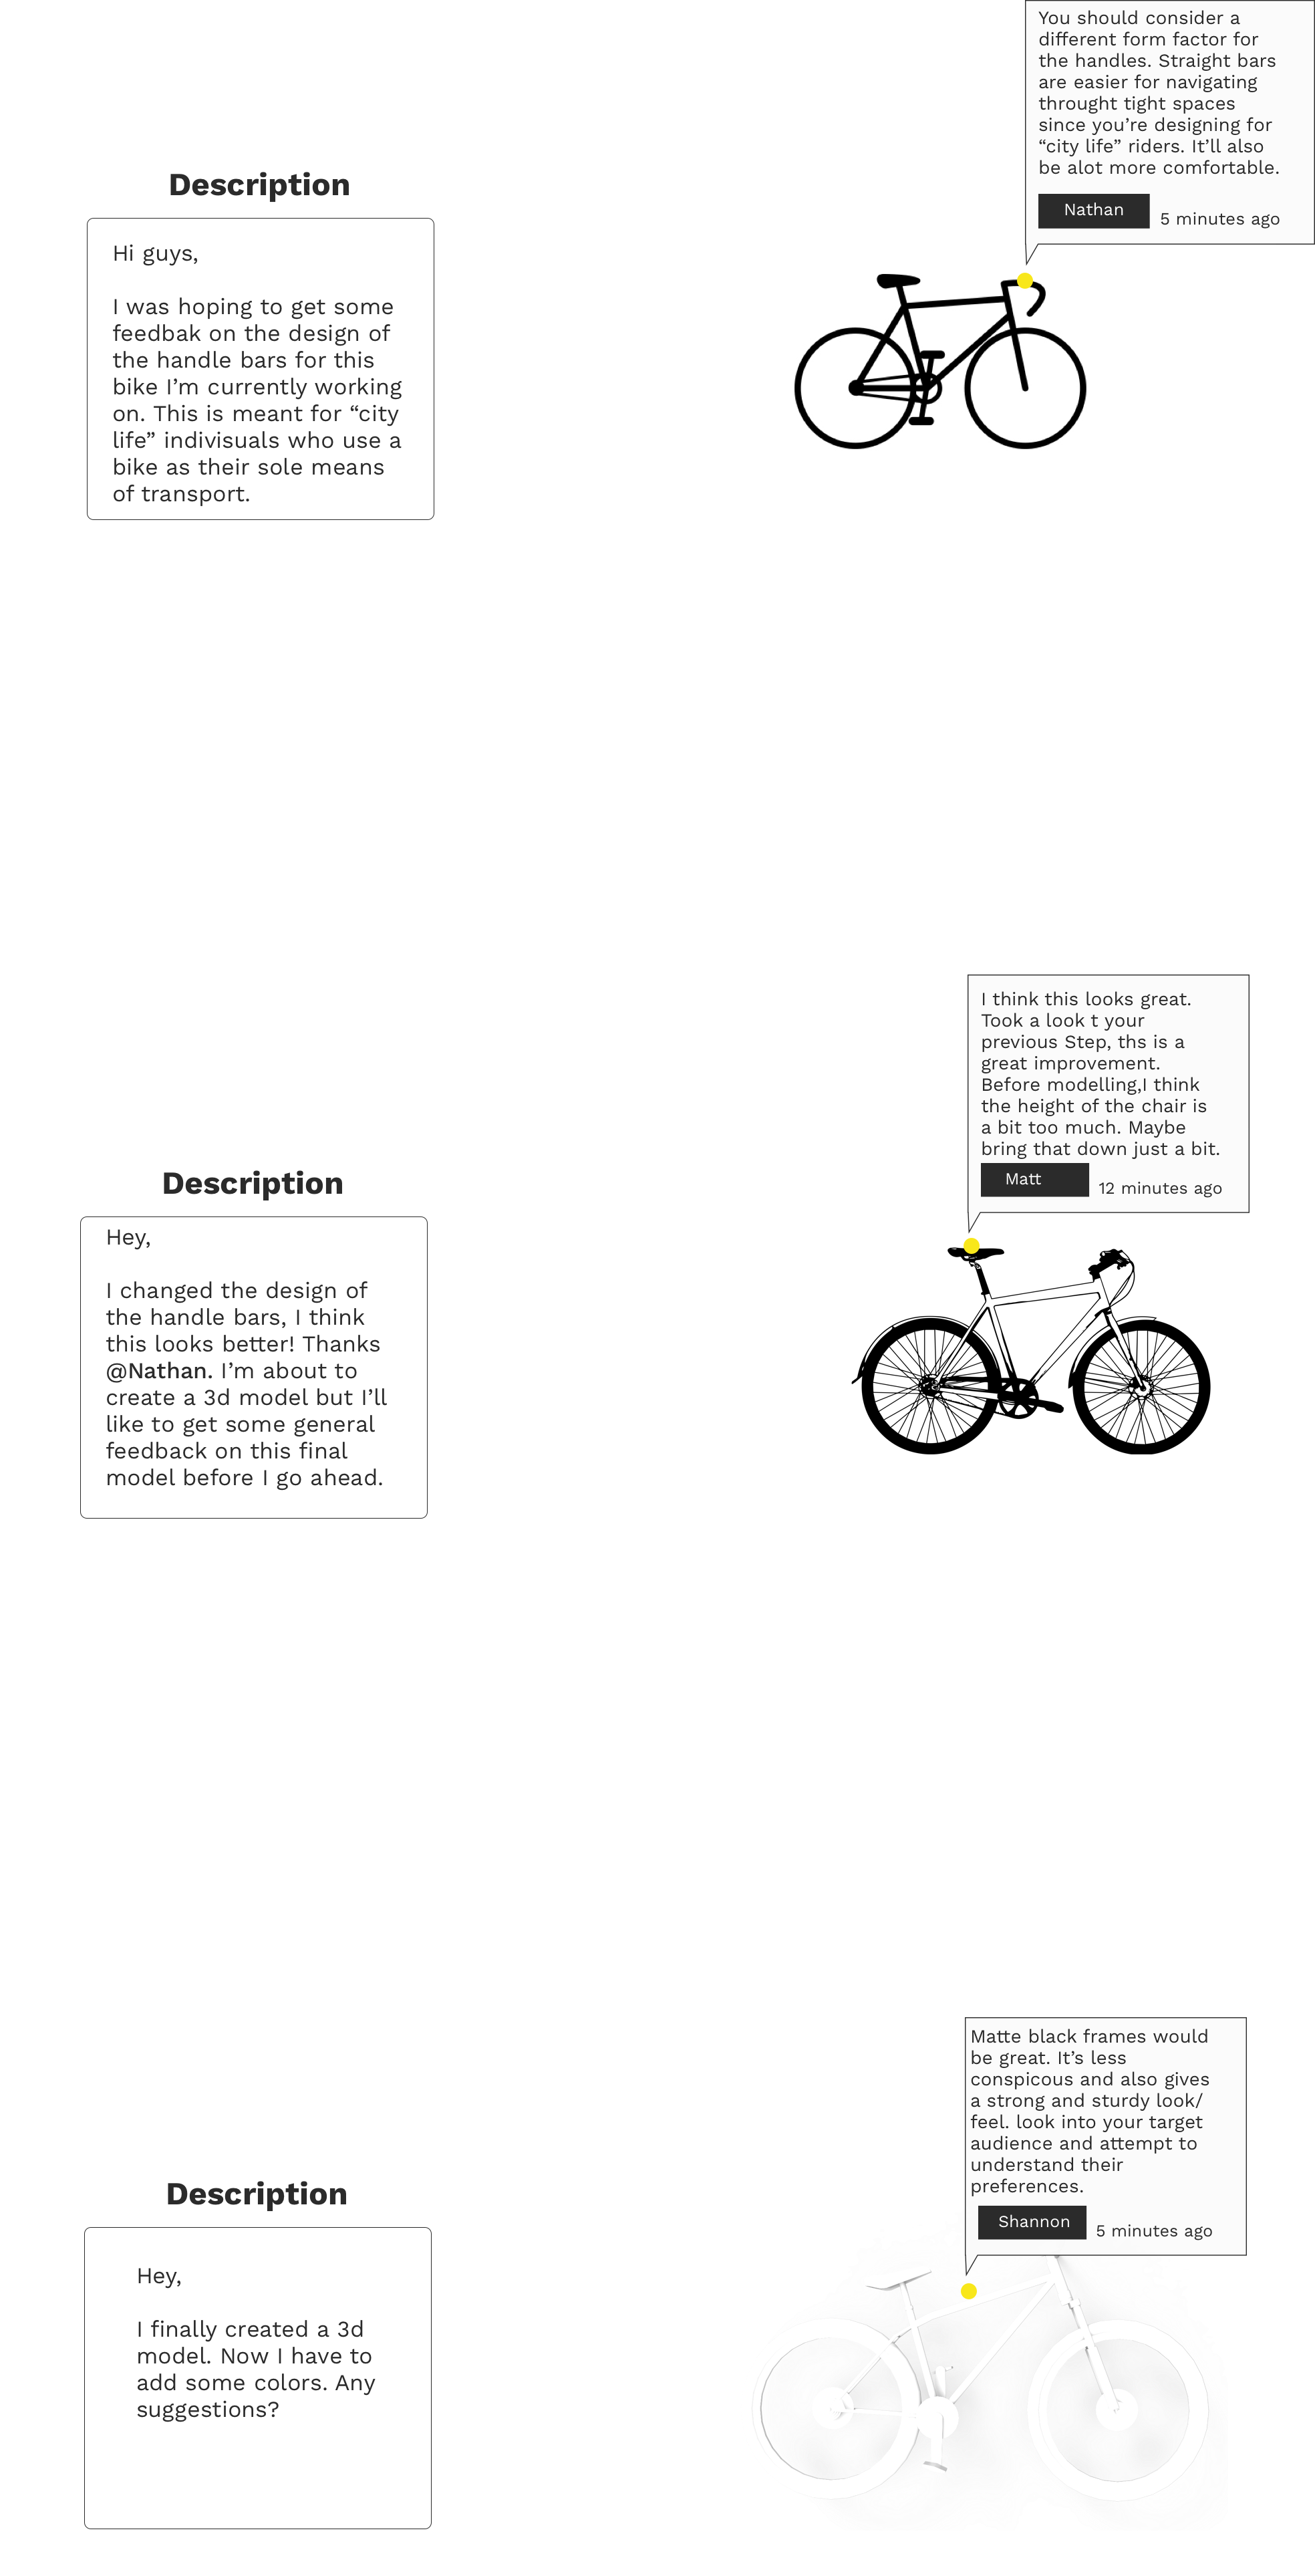 You should consider a
different form factor for
the handles. Straight bars
are easier for navigating
throught tight spaces
since you’re designing for
“city life” riders. It’ll also
be alot more comfortable.
Nathan
5 minutes ago
Description
Hi guys,
I was hoping to get some
feedbak on the design of
the handle bars for this
bike I’m currently working
on. This is meant for “city
life” indivisuals who use a
bike as their sole means
of transport.
I think this looks great.
Took a look t your
previous Step, ths is a
great improvement.
Before modelling,I think
the height of the chair is
a bit too much. Maybe
bring that down just a bit.
Matt
12 minutes ago
Description
Hey,
I changed the design of
the handle bars, I think
this looks better! Thanks
@Nathan. I’m about to
create a 3d model but I’ll
like to get some general
feedback on this final
model before I go ahead.
Matte black frames would
be great. It’s less
conspicous and also gives
a strong and sturdy look/
feel. look into your target
audience and attempt to
understand their
preferences.
Shannon
5 minutes ago
Description
Hey,
I finally created a 3d
model. Now I have to
add some colors. Any
suggestions?